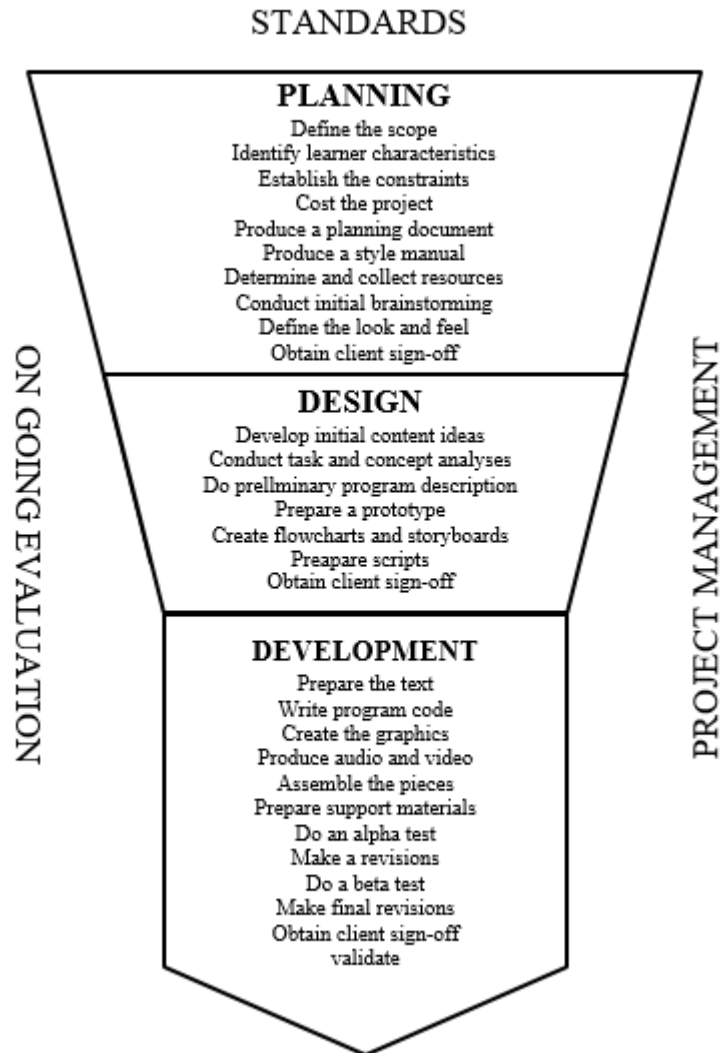 STANDARDS
PLANNING
Define the scope
Identify learner characteristics
Establish the constraints
Cost the project
Produce a planning document
Produce a style manual
Determine and collect resources
Conduct initial brainstorming
Define the look and feel
Obtain client sign-off
ON GOING EVALUATION
PROJECT MANAGEMENT
DESIGN
Develop initial content ideas
Conduct task and concept analyses
Do prellminary program description
Prepare a prototype
Create flowcharts and storyboards
Preapare scripts
Obtain client sign-off
DEVELOPMENT
Prepare the text
Write program code
Create the graphics
Produce audio and video
Assemble the pieces
Prepare support materials
Do an alpha test
Make a revisions
Do a beta test
Make final revisions
Obtain client sign-off
validate